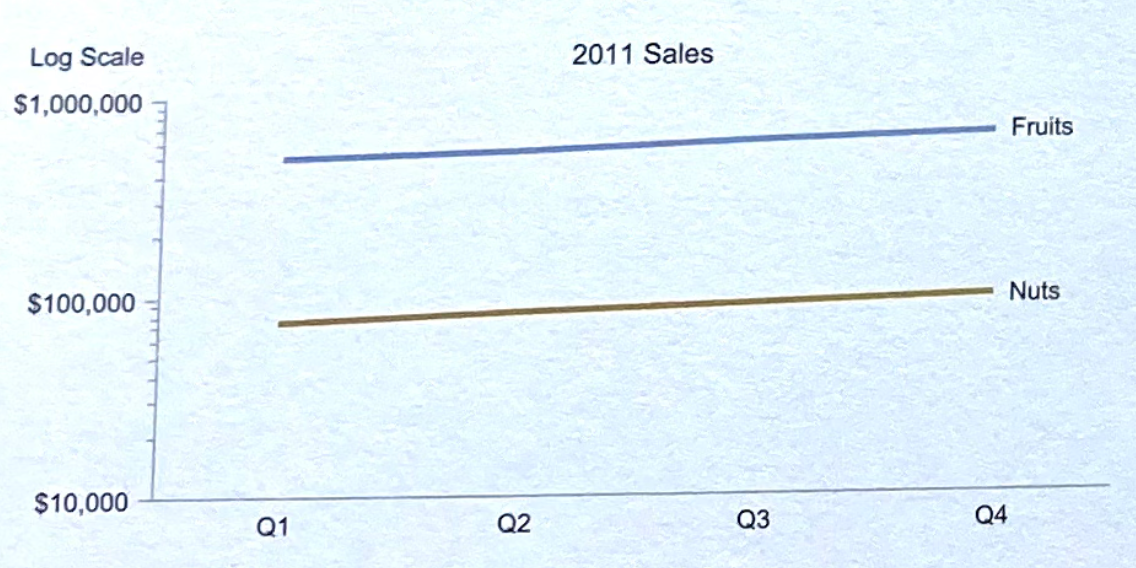 2011 Sales
Log Scale
$1,000,000
Fruits
$100,000
Nuts
$10,000
Q1 Q2 Q3 Q4